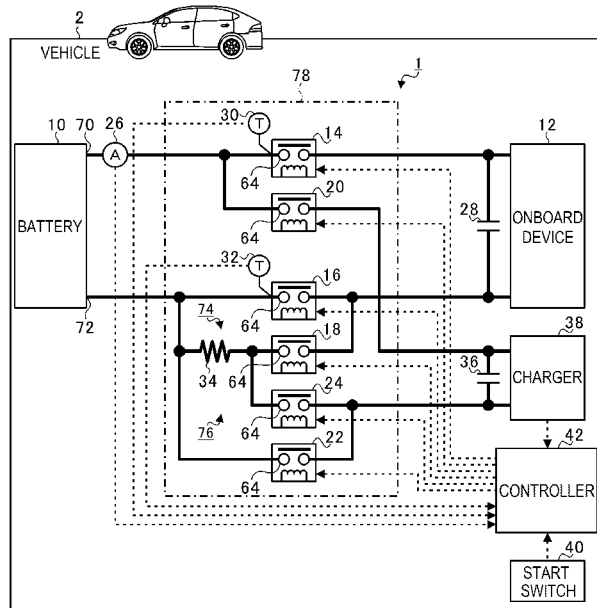 2
VEHICLE
1
78
10
70
26
30
T
14
12
A
64
20
BATTERY
28
ONBOARD
DEVICE
64
32
T
16
72
74
64
18
38
34
64
36
CHARGER
24
76
64
22
42
64
CONTROLLER
40
START
SWITCH